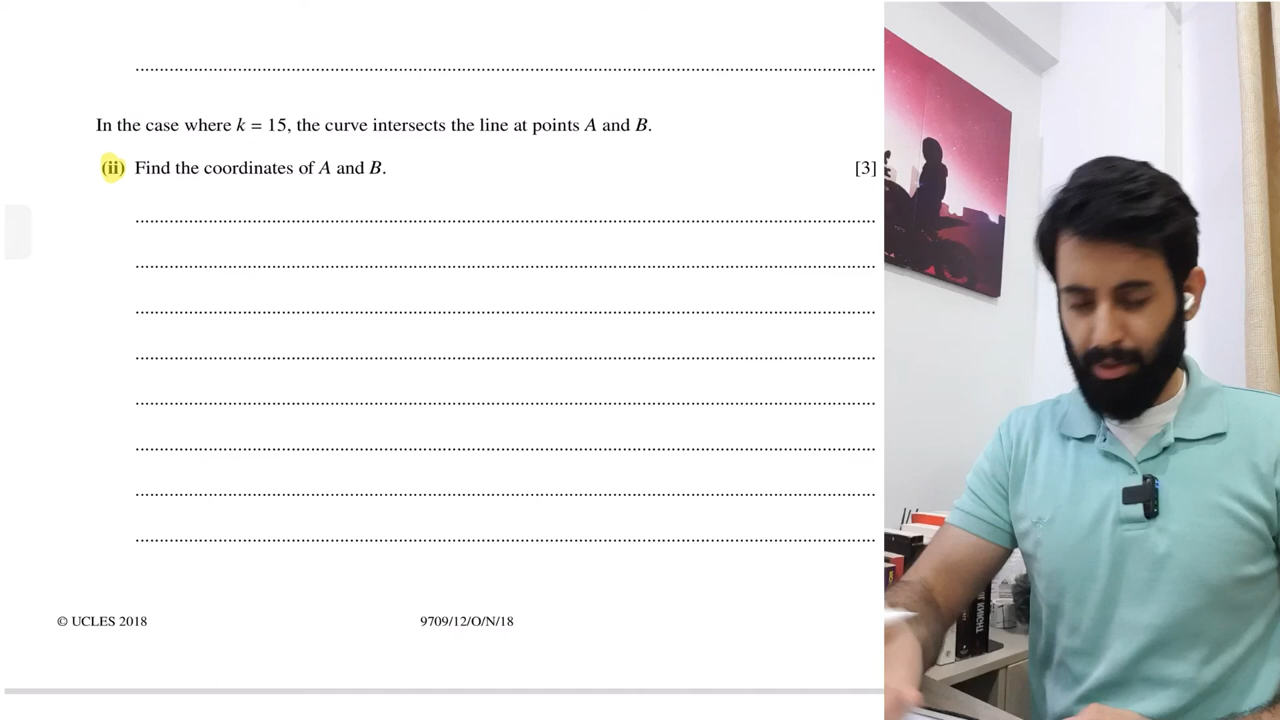 In the case where k = 15, the curve intersects the line at points A and B.
(ii) Find the coordinates of A and B. [3]
© UCLES 2018 9709/12/O/N/18